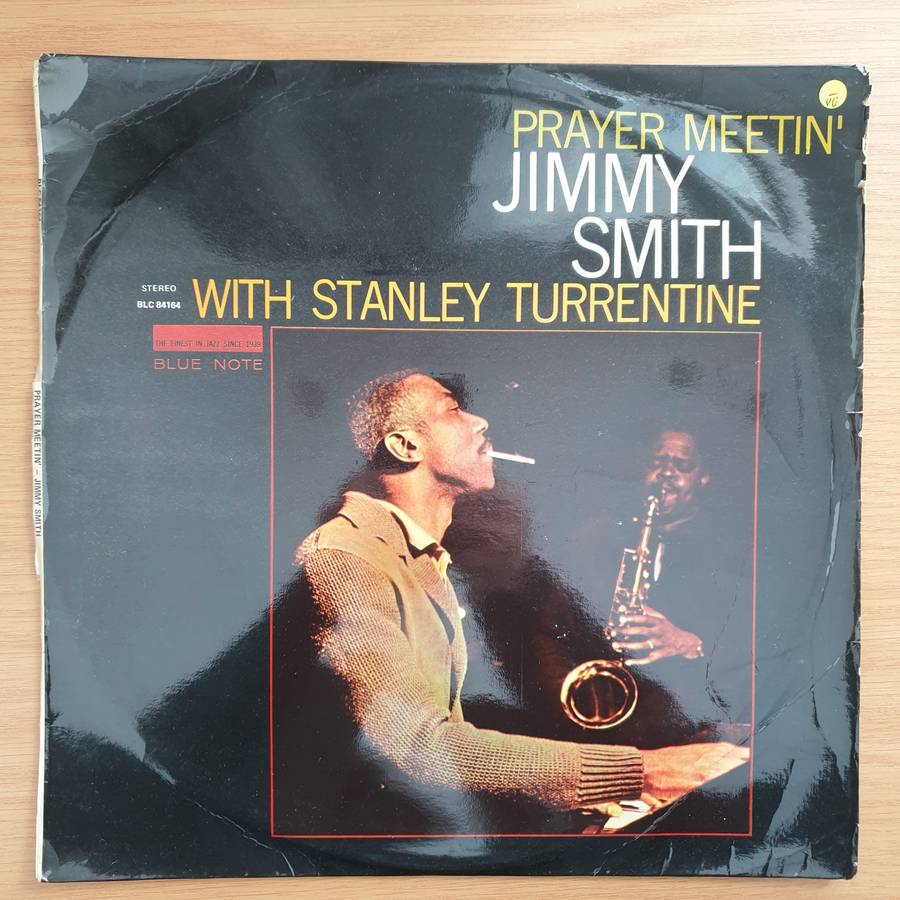 VG
PRAYER MEETIN'
JIMMY
SMITH
STEREO
BLC 84164
WITH STANLEY TURRENTINE
THE FINEST IN JAZZ SINCE 1939
BLUE NOTE
PRAYER MEETIN' – JIMMY SMITH